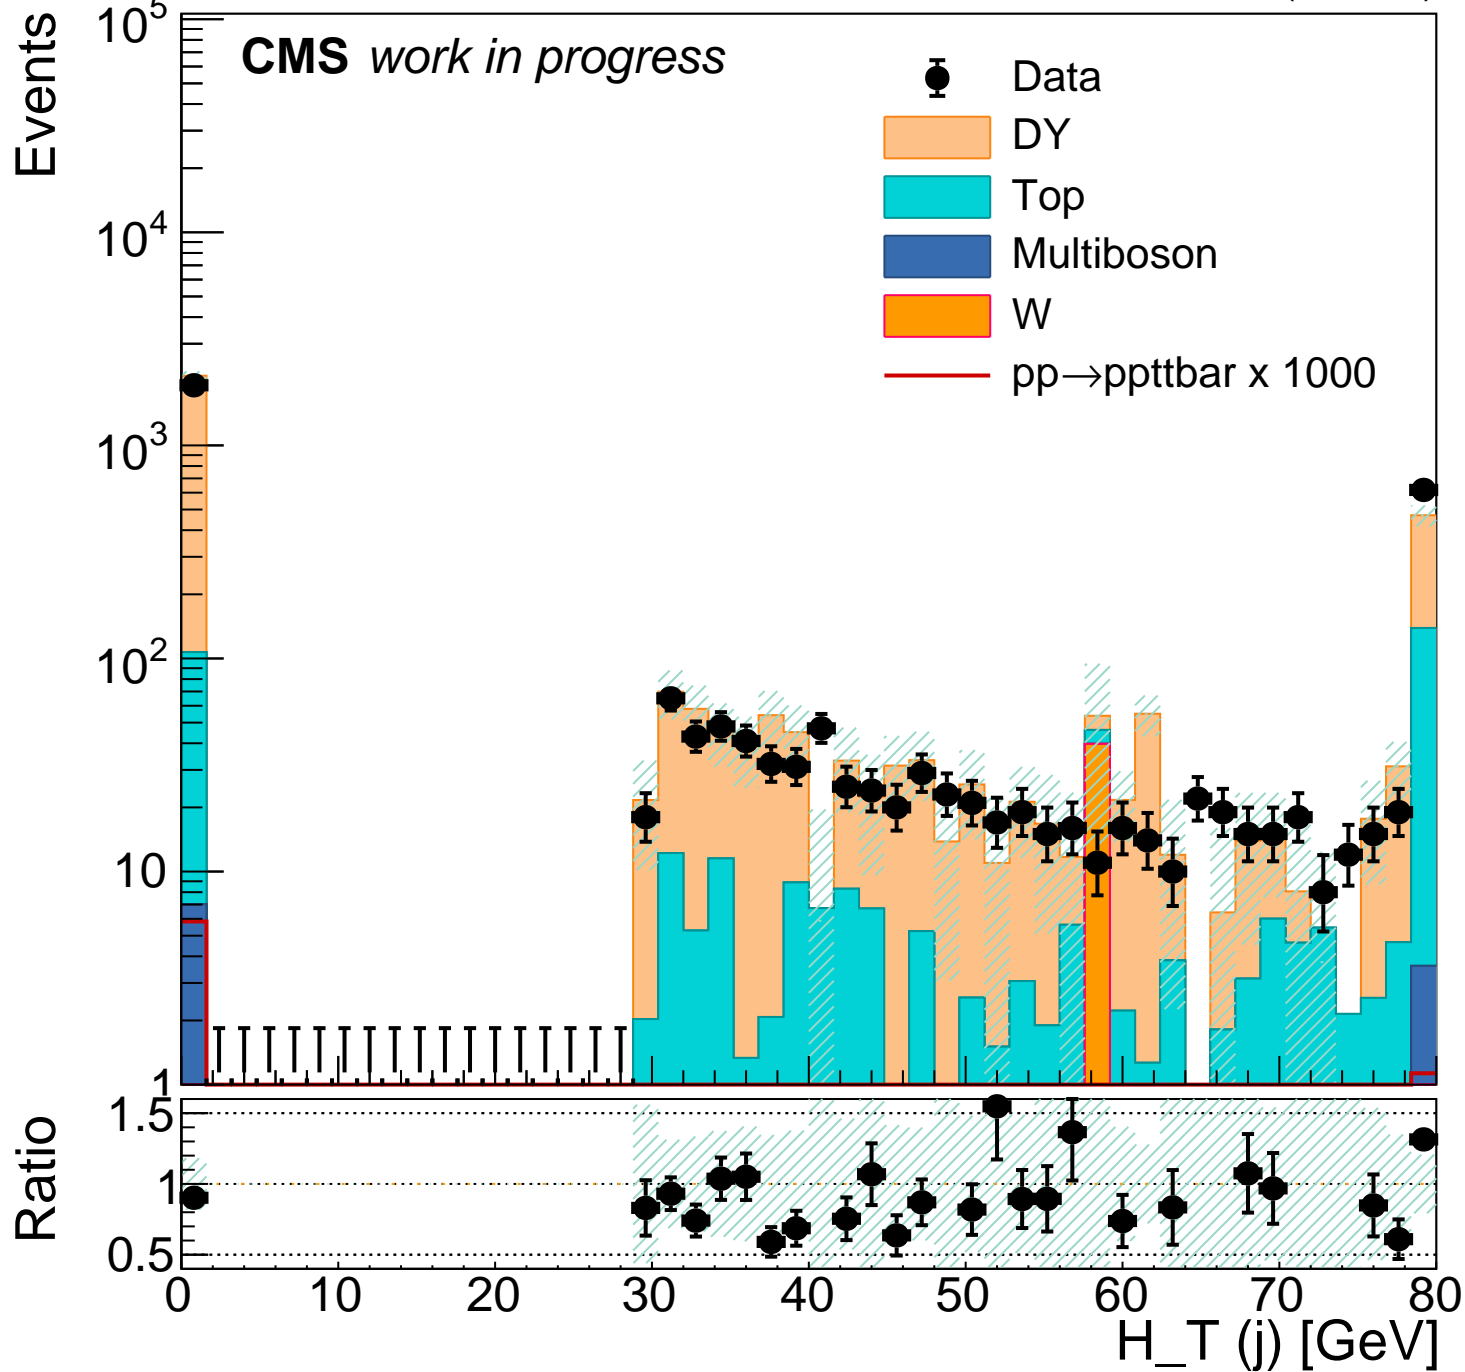 CMS work in progress
Events
10^5
10^4
10^3
10^2
10
1
Data
DY
Top
Multiboson
W
pp→ppttbar x 1000
Ratio
1.5
1
0.5
0 10 20 30 40 50 60 70 80
H_T (j) [GeV]